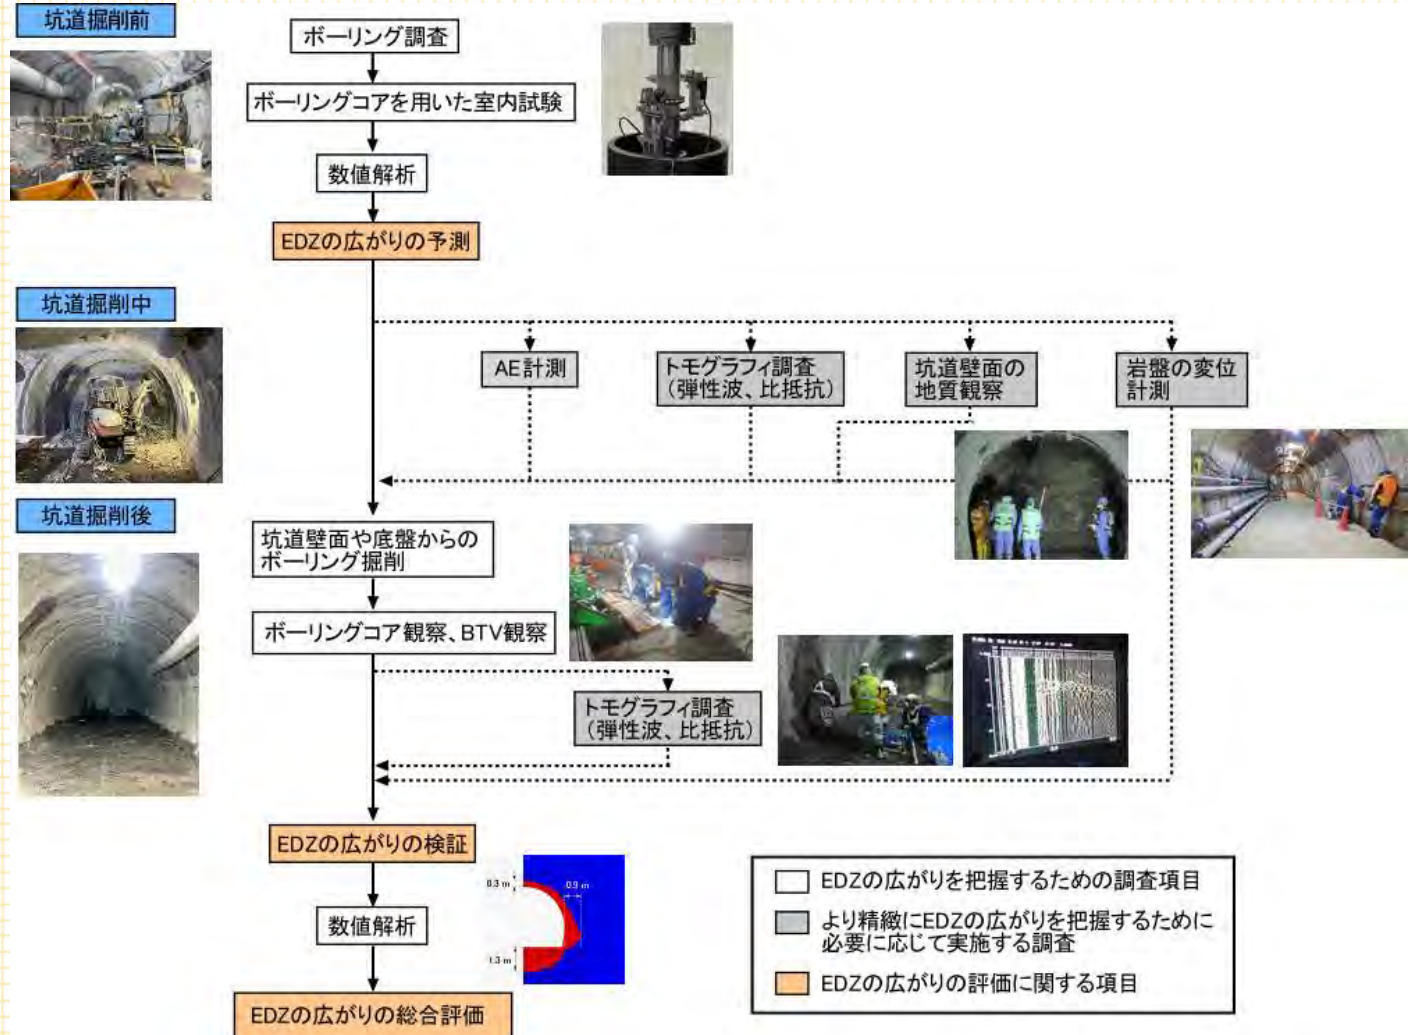 坑道掘削前
ボーリング調査
ボーリングコアを用いた室内試験
数値解析
EDZの広がりの予測
坑道掘削中
AE計測
トモグラフィ調査
(弾性波、比抵抗)
坑道壁面の
地質観察
岩盤の変位
計測
坑道掘削後
坑道壁面や底盤からの
ボーリング掘削
ボーリングコア観察、BTV観察
トモグラフィ調査
(弾性波、比抵抗)
EDZの広がりの検証
0.3 m
0.9 m
1.3 m
数値解析
EDZの広がりの総合評価
EDZの広がりを把握するための調査項目
より精緻にEDZの広がりを把握するために
必要に応じて実施する調査
EDZの広がりの評価に関する項目